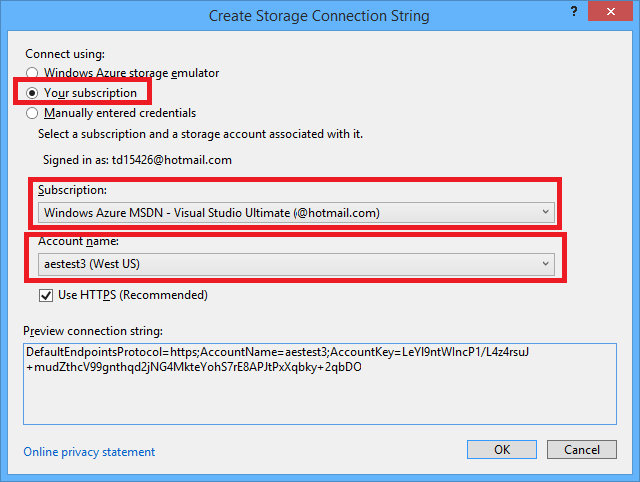 Create Storage Connection String
?
Connect using:
Windows Azure storage emulator
Your subscription
Manually entered credentials
Select a subscription and a storage account associated with it.
Signed in as: td15426@hotmail.com
Subscription:
Windows Azure MSDN - Visual Studio Ultimate (@hotmail.com)
Account name:
aestest3 (West US)
Use HTTPS (Recommended)
Preview connection string:
DefaultEndpointsProtocol=https;AccountName=aestest3;AccountKey=LeYl9ntWlncP1/L4z4rsuJ
+mudZthcV99gnthqd2jNG4MkteYohS7rE8APJtPxXqbky+2qbDO
Online privacy statement
OK
Cancel